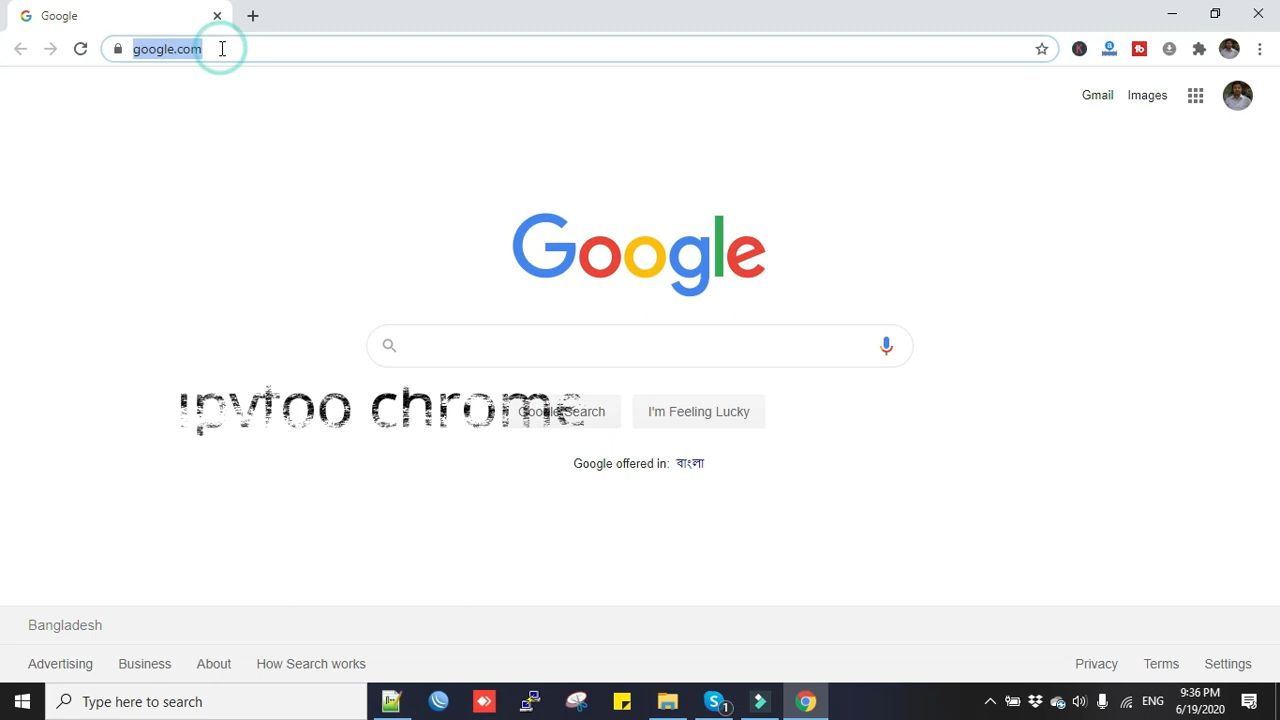 Google
google.com
Gmail Images
Google
chrome
Google Search I'm Feeling Lucky
Google offered in: বাংলা
Bangladesh
Advertising Business About How Search works Privacy Terms Settings
Type here to search
1
ENG
9:36 PM
6/19/2020